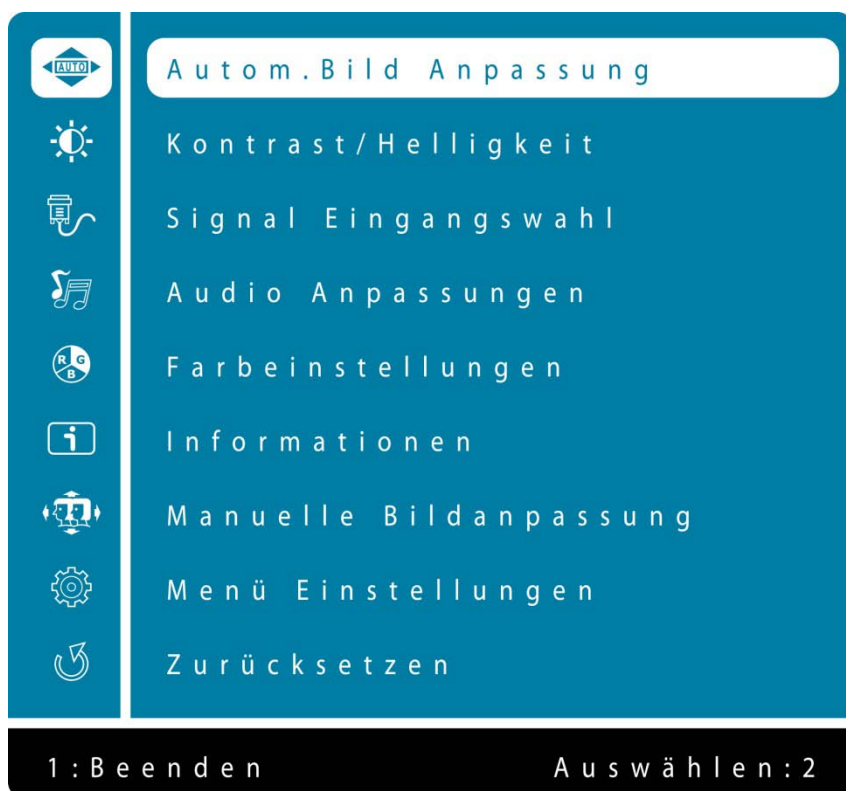 AUTO
Autom.Bild Anpassung
Kontrast/Helligkeit
Signal Eingangswahl
Audio Anpassungen
R G
B
Farbeinstellungen
i
Informationen
Manuelle Bildanpassung
Menü Einstellungen
Zurücksetzen
1:Beenden Auswählen:2